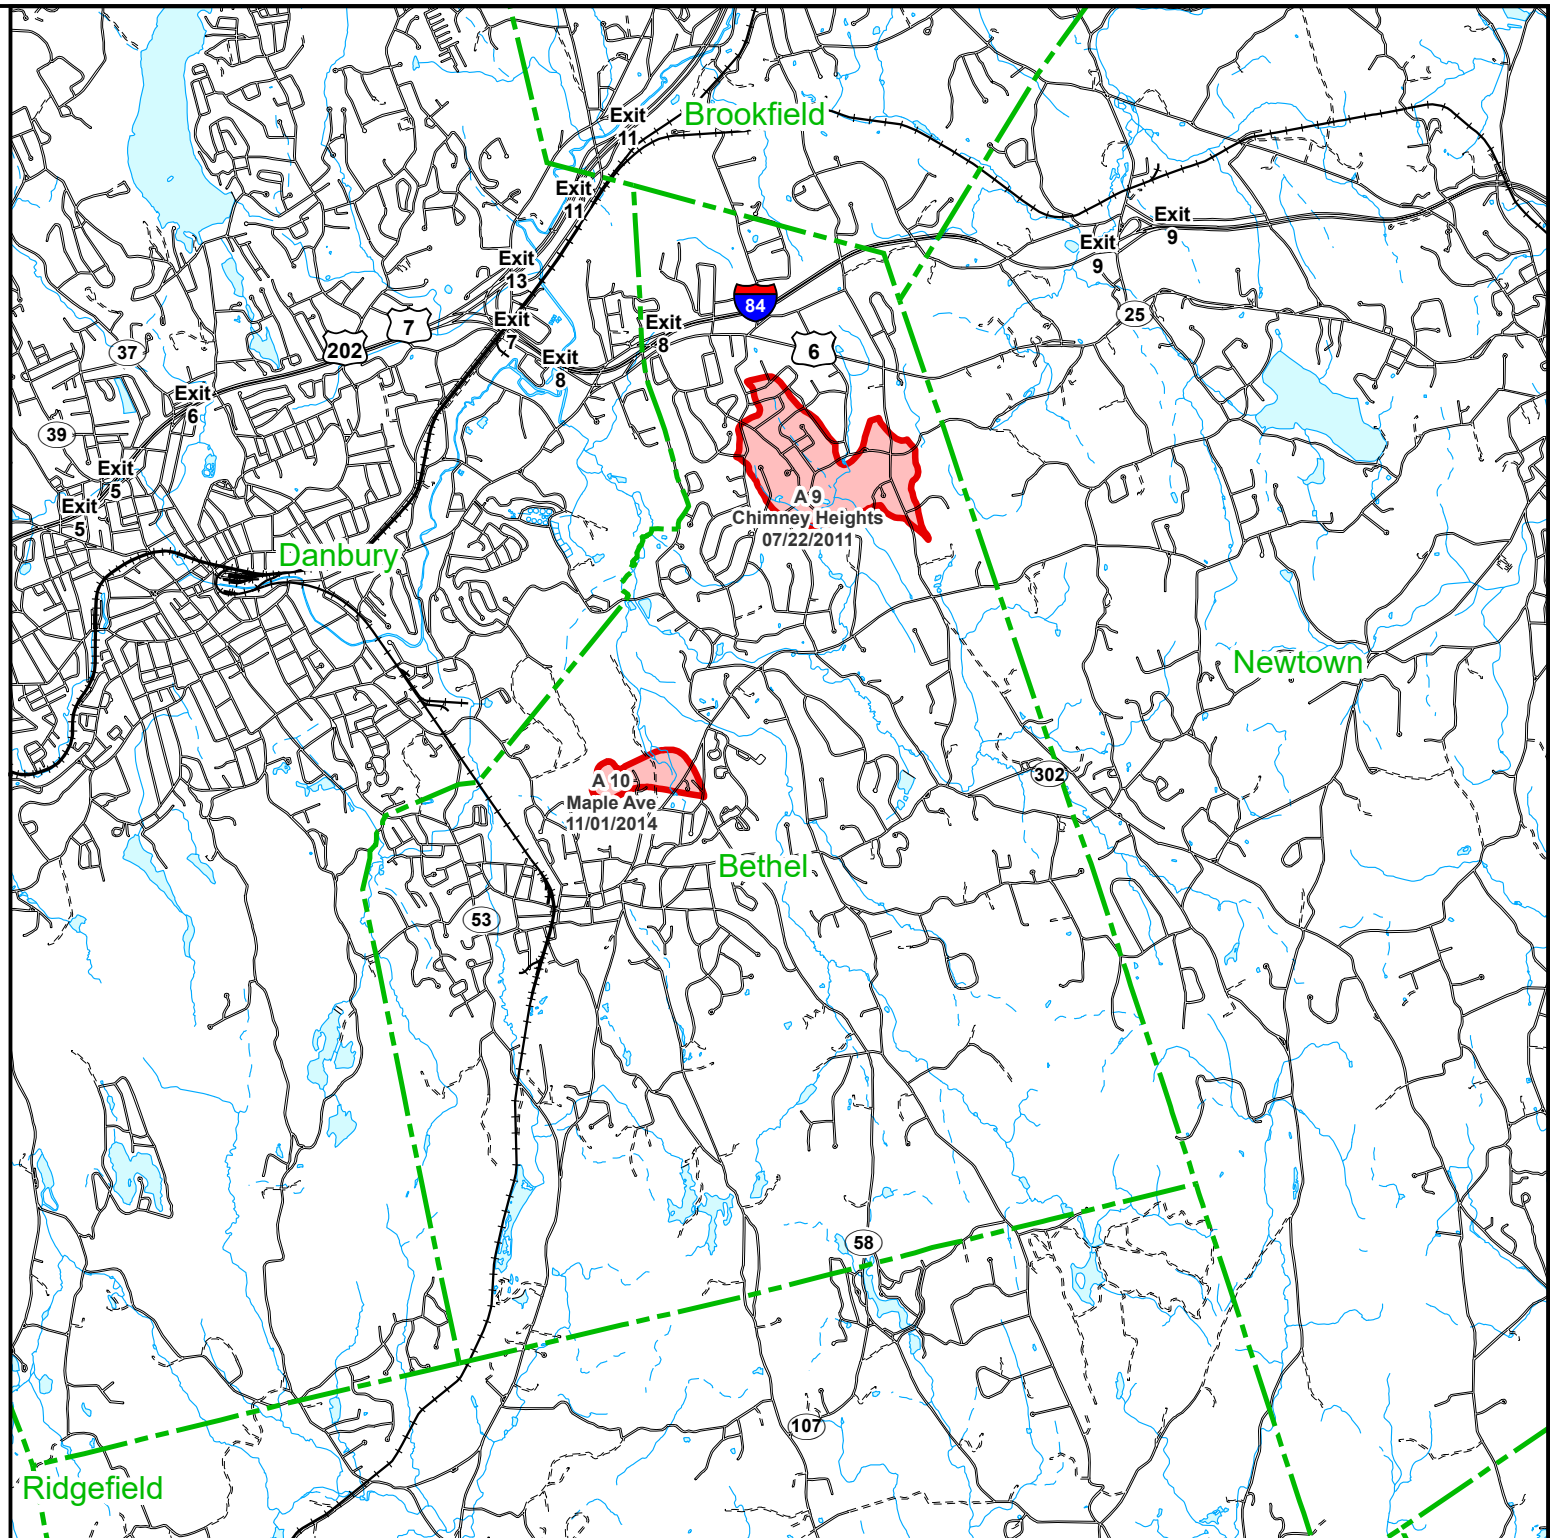 Brookfield
Exit
11
Exit
11
Exit
9
Exit
9
Exit
13
84
25
7
Exit
7
Exit
8
202
6
37
Exit
8
Exit
6
39
Exit
5
Exit
5
A 9
Chimney Heights
07/22/2011
Danbury
Newtown
302
A 10
Maple Ave
11/01/2014
Bethel
53
58
107
Ridgefield